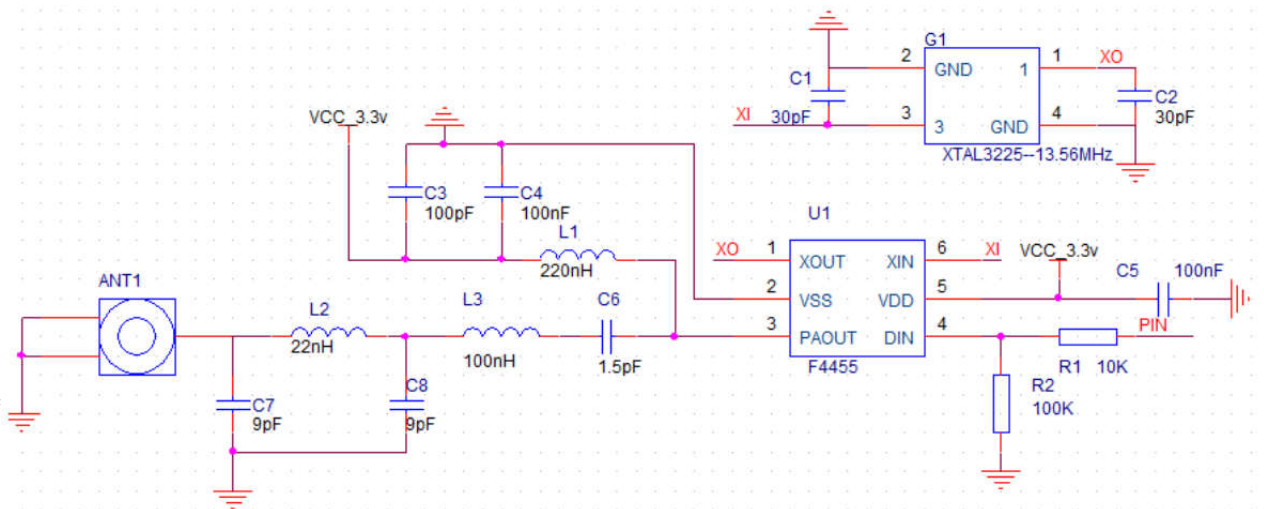 G1
2 GND 1 1 XO
C1
30pF
XI
3 3 GND 4
C2
30pF
XTAL3225--13.56MHz
VCC_3.3v
C3
100pF
C4
100nF
L1
220nH
U1
XO 1 XOUT XIN 6 XI
2 VSS VDD 5
3 PAOUT DIN 4
F4455
VCC_3.3v
C5 100nF
PIN
R1 10K
R2
100K
ANT1
L2
22nH
L3
100nH
C6
1.5pF
C7
9pF
C8
9pF